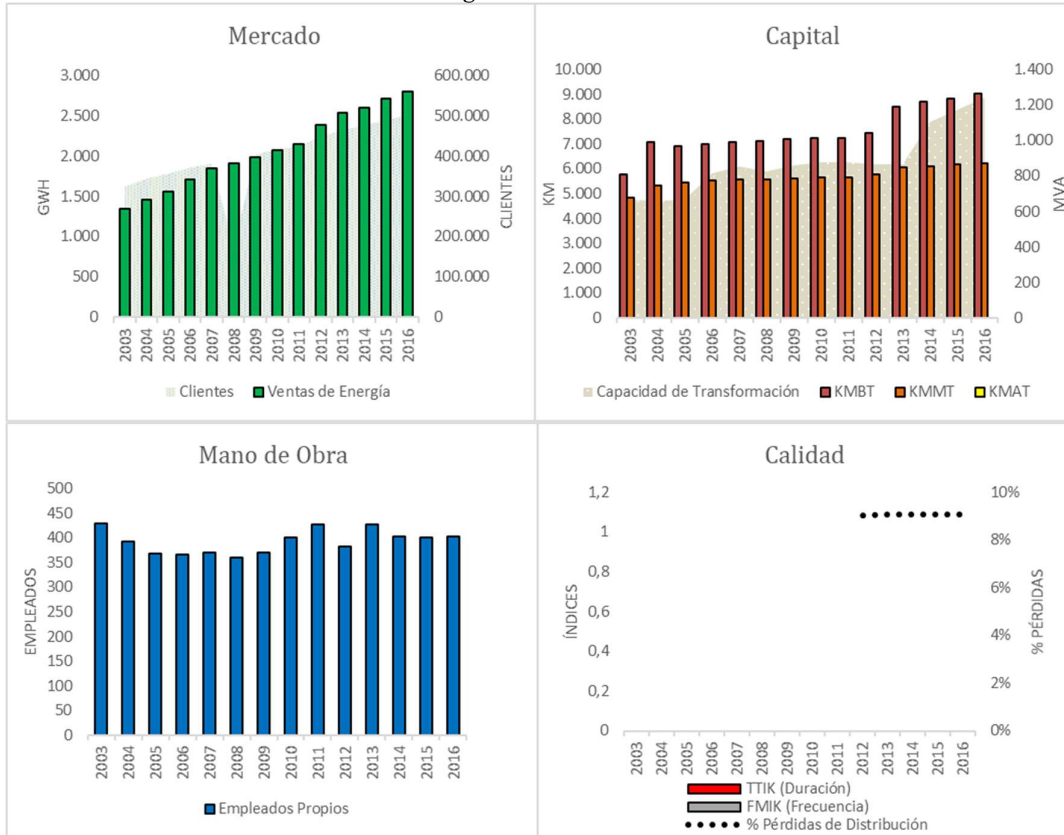 Mercado
3.000
2.500
2.000
1.500
1.000
500
0
GWH
600.000
500.000
400.000
300.000
200.000
100.000
0
CLIENTES
2003 2004 2005 2006 2007 2008 2009 2010 2011 2012 2013 2014 2015 2016
Clientes Ventas de Energía
Capital
10.000
9.000
8.000
7.000
6.000
5.000
4.000
3.000
2.000
1.000
0
KM
1.400
1.200
1.000
800
600
400
200
0
MVA
2003 2004 2005 2006 2007 2008 2009 2010 2011 2012 2013 2014 2015 2016
Capacidad de Transformación KMBT KMMT KMAT
Mano de Obra
500
450
400
350
300
250
200
150
100
50
0
EMPLEADOS
2003 2004 2005 2006 2007 2008 2009 2010 2011 2012 2013 2014 2015 2016
Empleados Propios
Calidad
1,2
1
0,8
0,6
0,4
0,2
0
ÍNDICES
10%
8%
6%
4%
2%
0%
% PÉRDIDAS
2003 2004 2005 2006 2007 2008 2009 2010 2011 2012 2013 2014 2015 2016
TTIK (Duración)
FMIK (Frecuencia)
% Pérdidas de Distribución